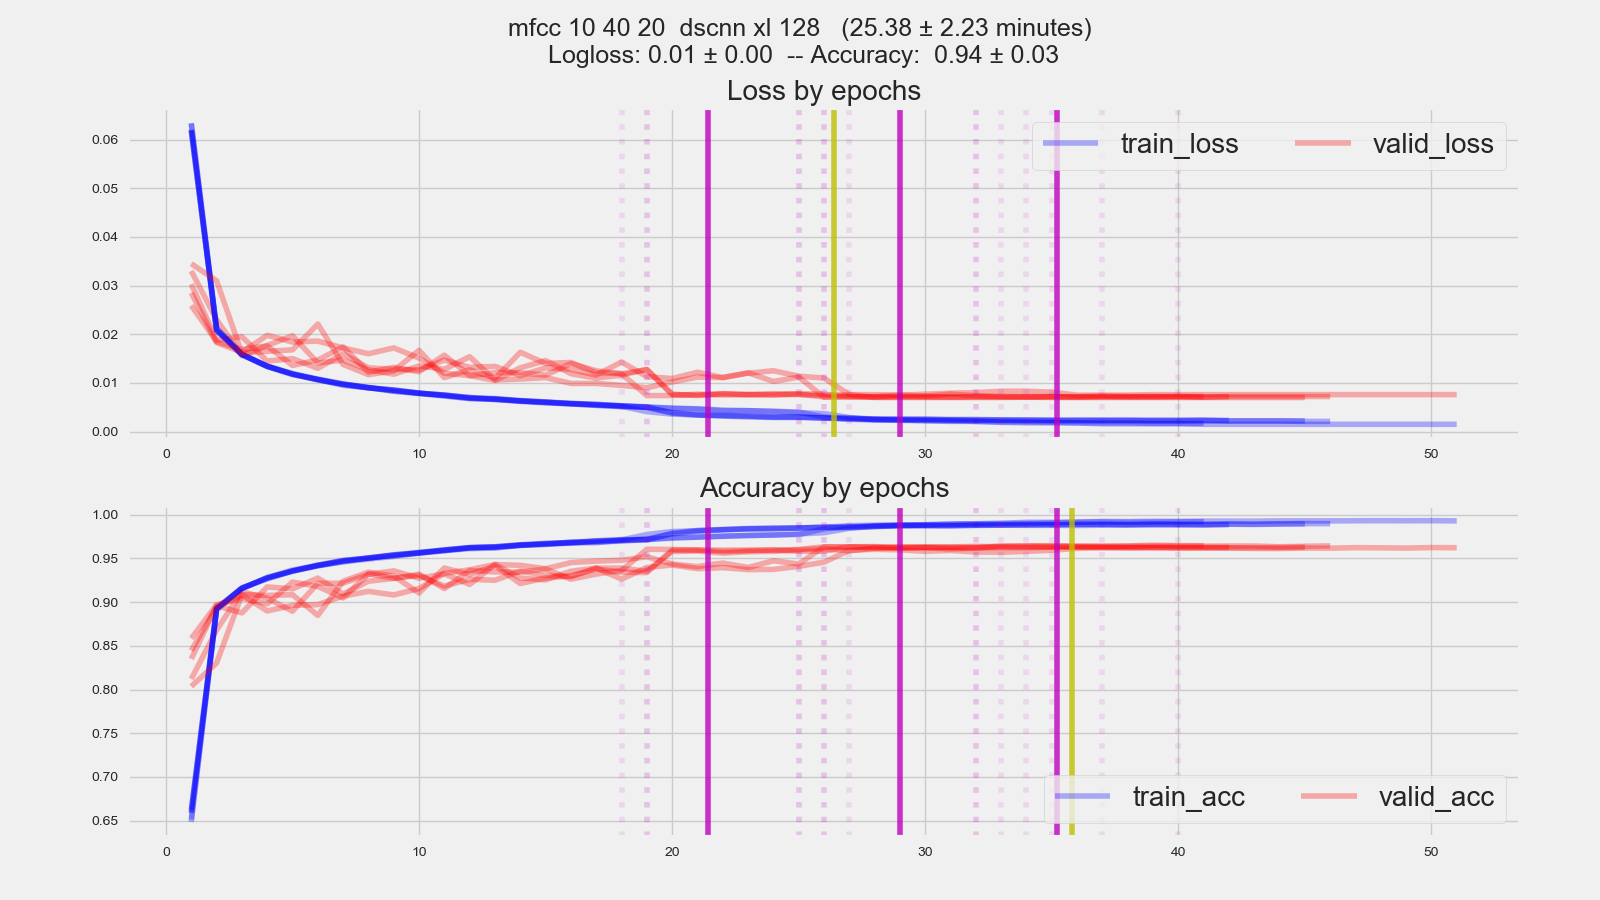 mfcc 10 40 20  dscnn xl 128   (25.38 ± 2.23 minutes)
Logloss: 0.01 ± 0.00  -- Accuracy:  0.94 ± 0.03
Loss by epochs
train_loss
valid_loss
0.06
0.05
0.04
0.03
0.02
0.01
0.00
0 10 20 30 40 50
Accuracy by epochs
1.00
0.95
0.90
0.85
0.80
0.75
0.70
0.65
train_acc
valid_acc
0 10 20 30 40 50